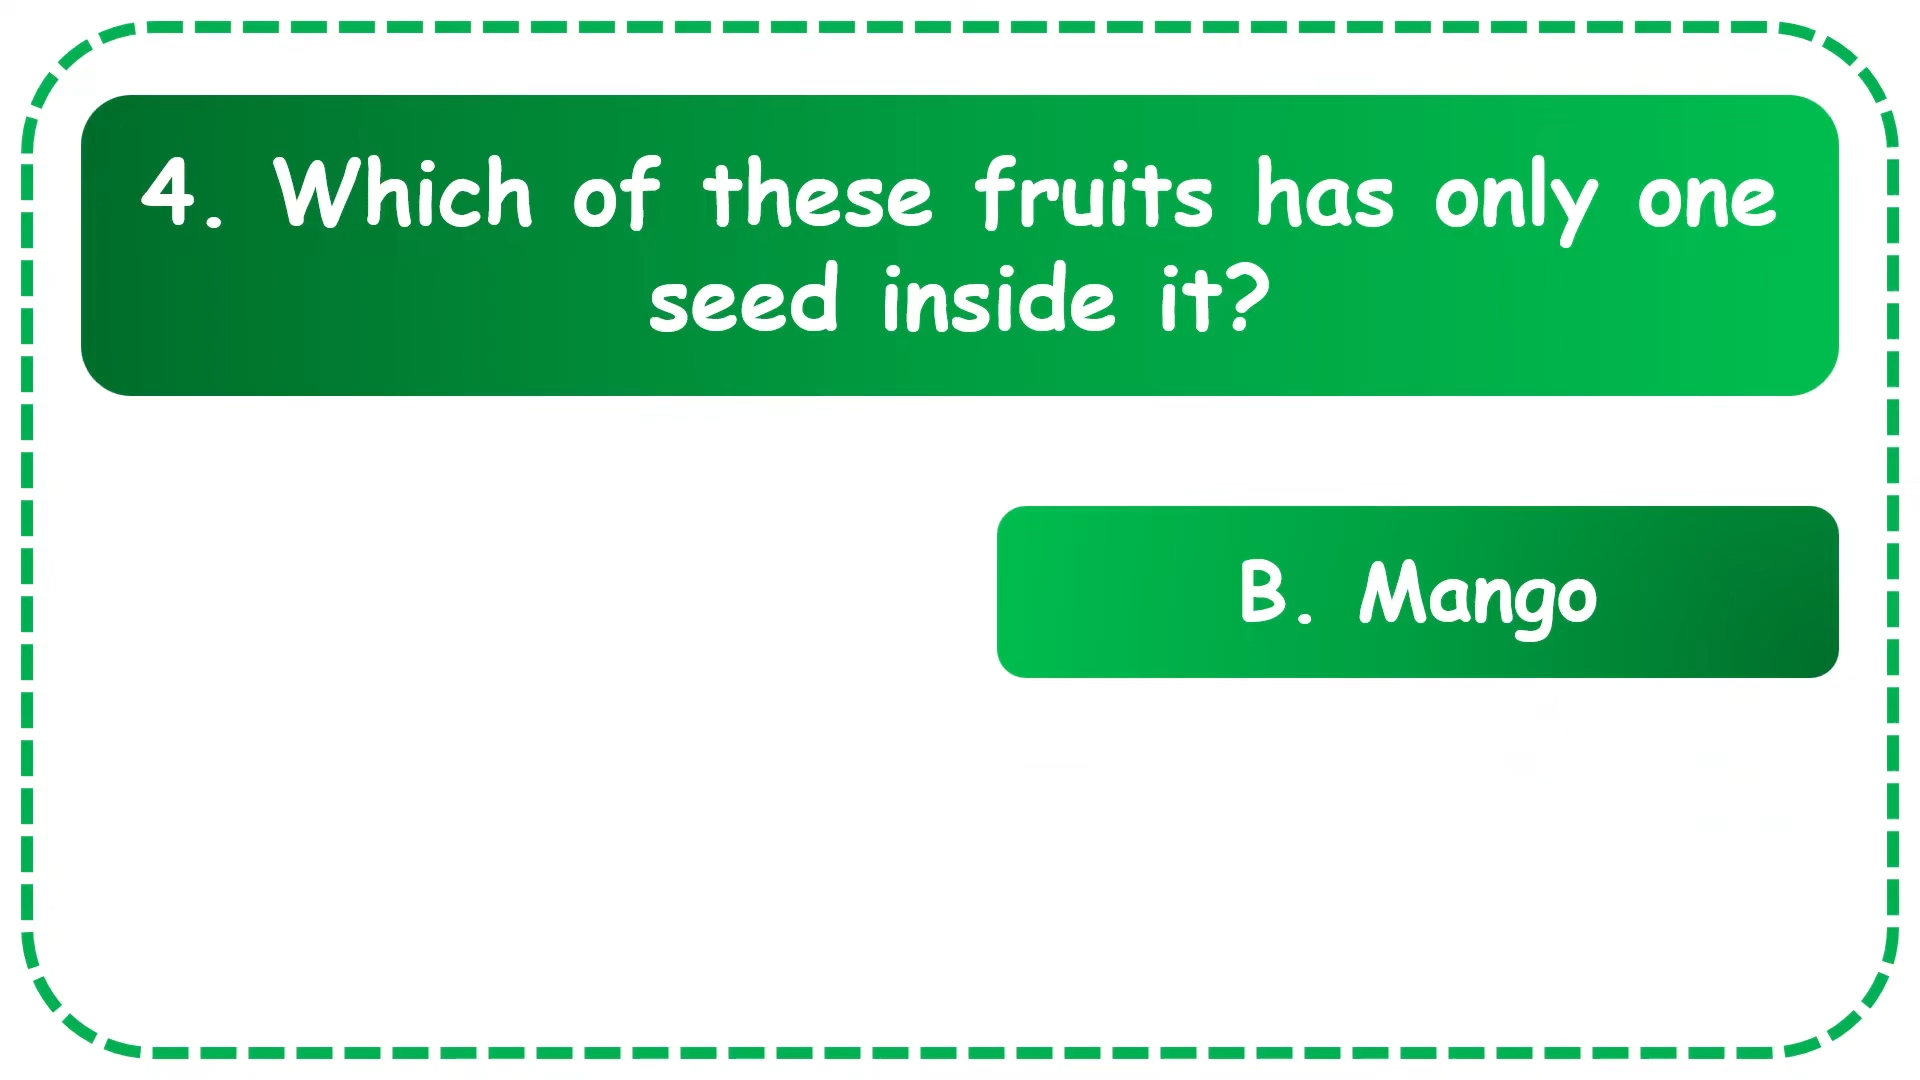 4. Which of these fruits has only one
seed inside it?
B. Mango